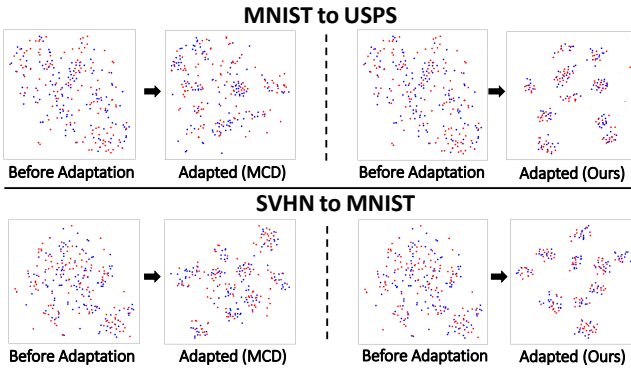 MNIST to USPS
Before Adaptation
Adapted (MCD)
Before Adaptation
Adapted (Ours)
SVHN to MNIST
Before Adaptation
Adapted (MCD)
Before Adaptation
Adapted (Ours)